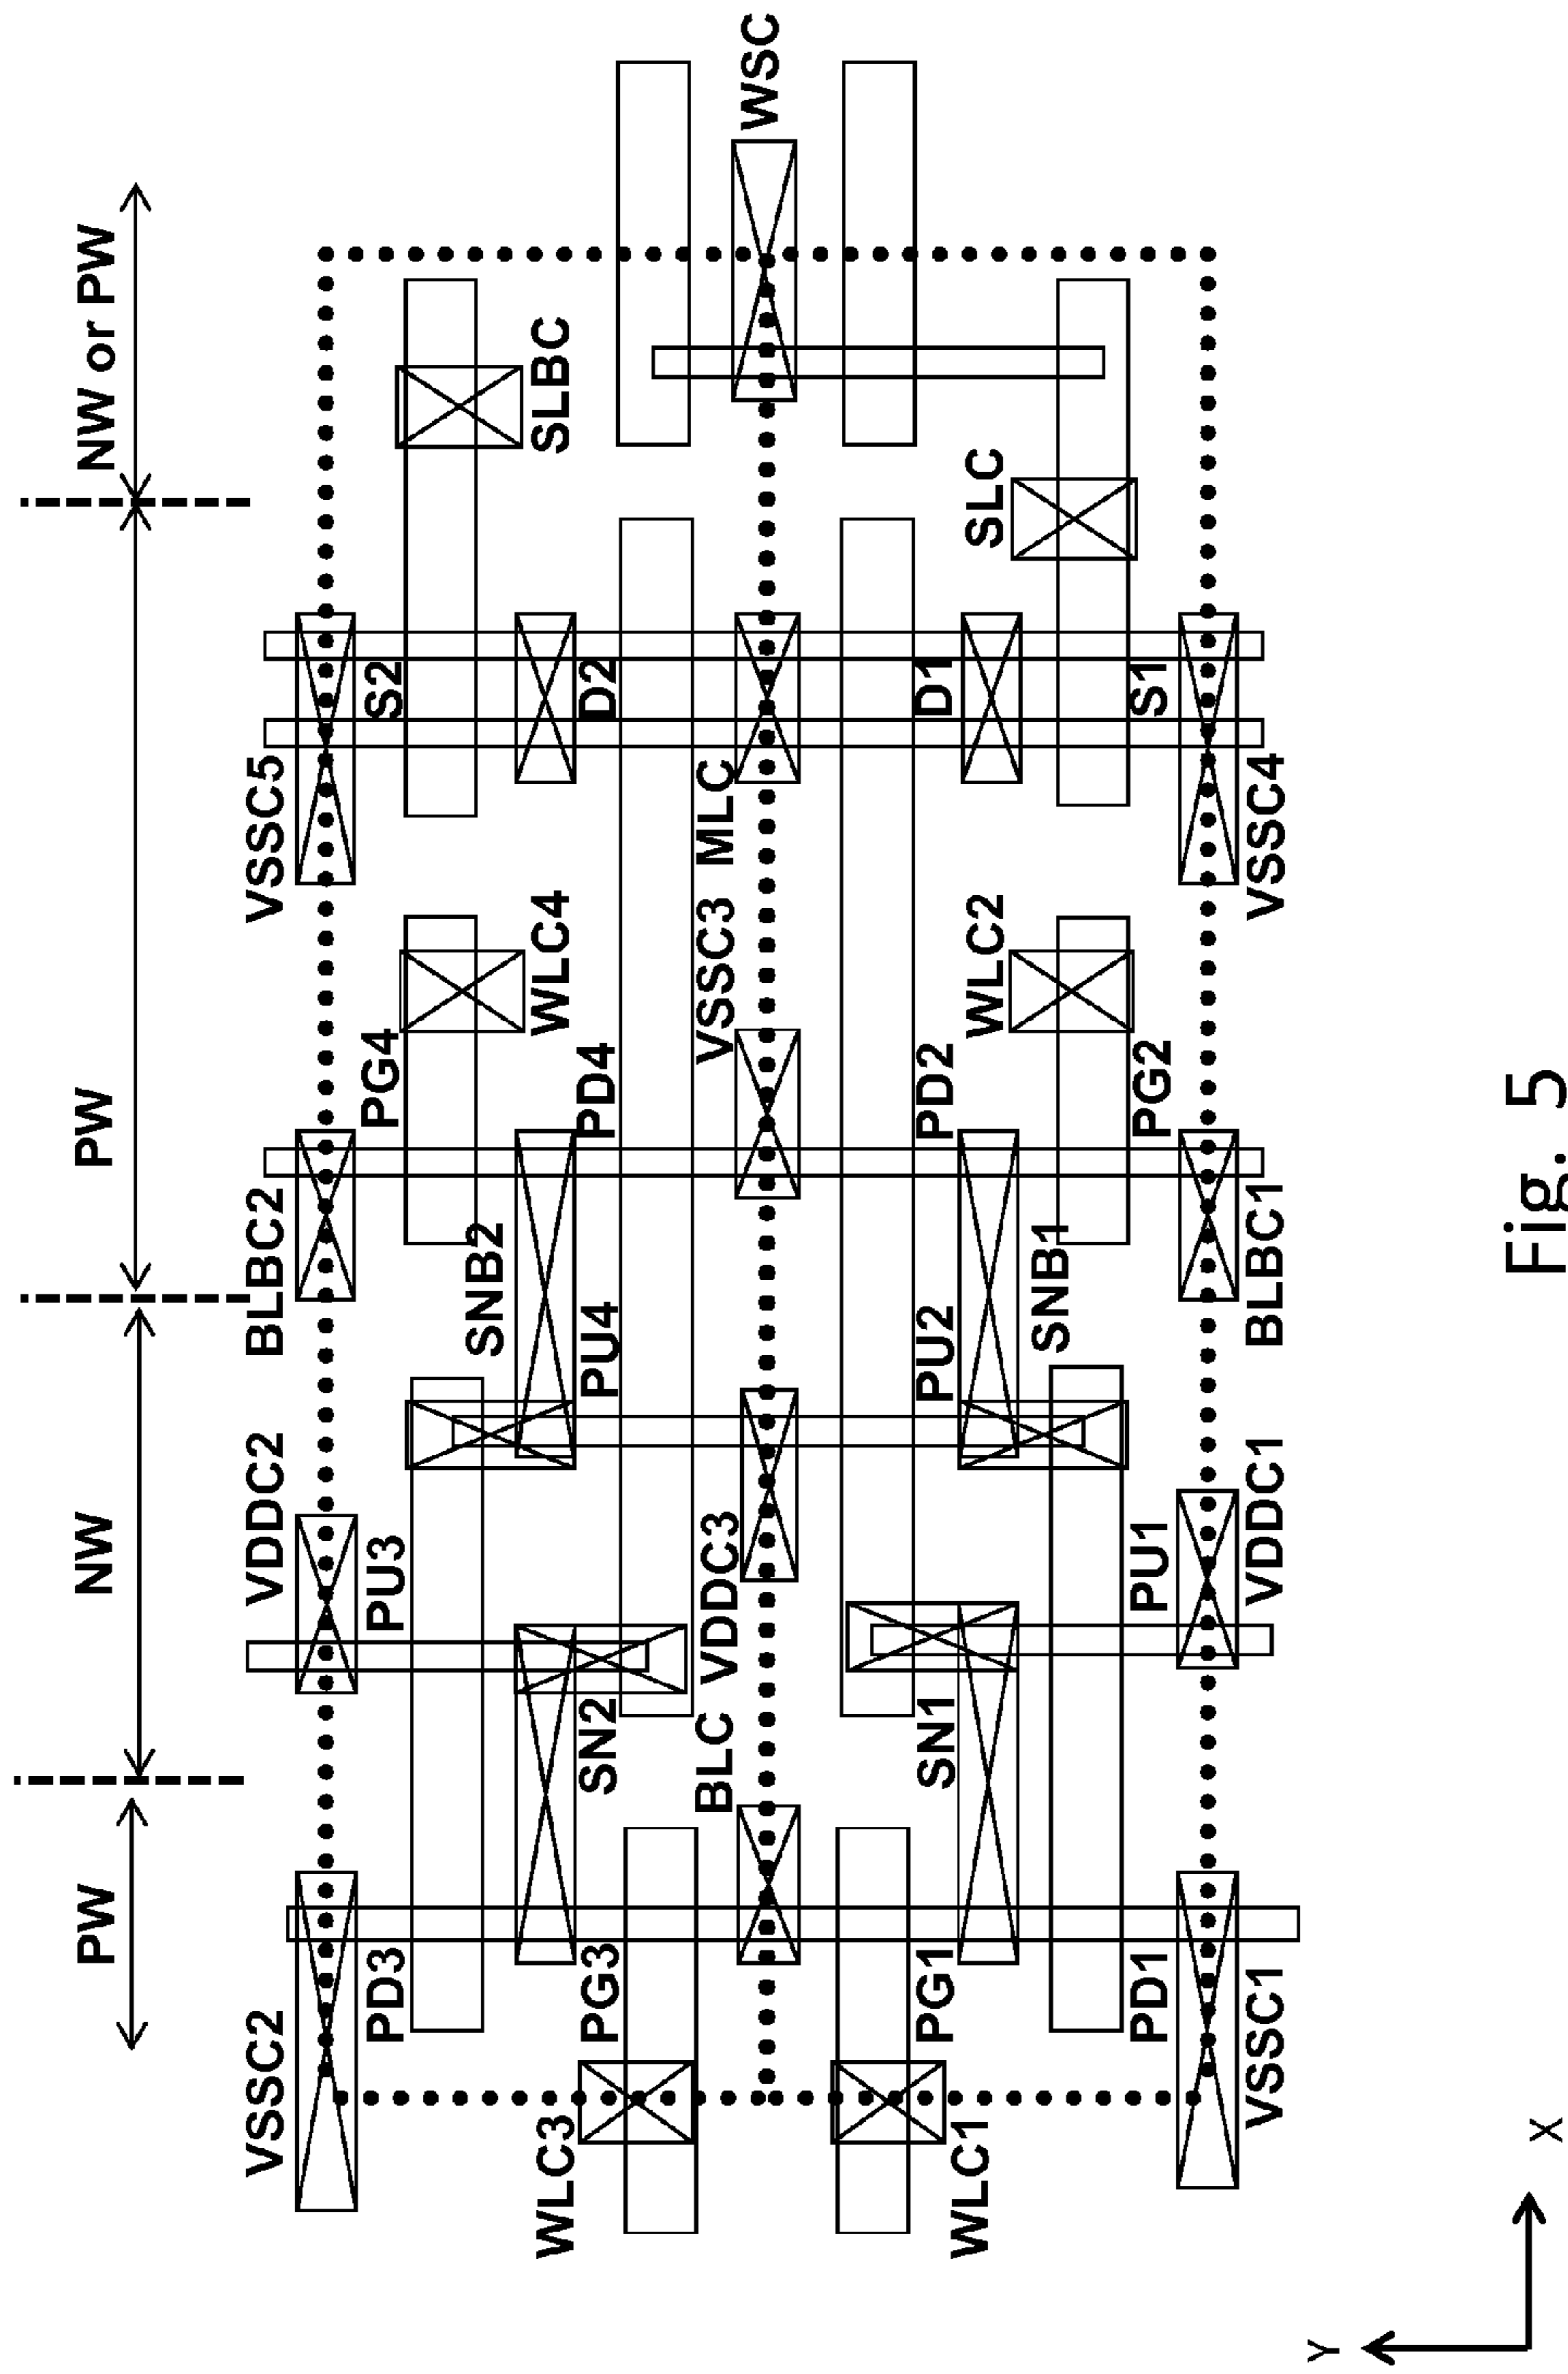 PW NW PW NW or PW
VSSC2 VDDC2 BLBC2 VSSC5
PD3 PU3 PG4 S2
SNB2
WLC3 WLC4 SLBC
PG3 SN2 PU4 PD4 D2
BLC VDDC3 VSSC3 MLC
WSC
PG1 SN1 PU2 PD2 D1
WLC1 WLC2 SLC
SNB1
PD1 PU1 PG2 S1
VSSC1 VDDC1 BLBC1 VSSC4
Y
X
Fig. 5